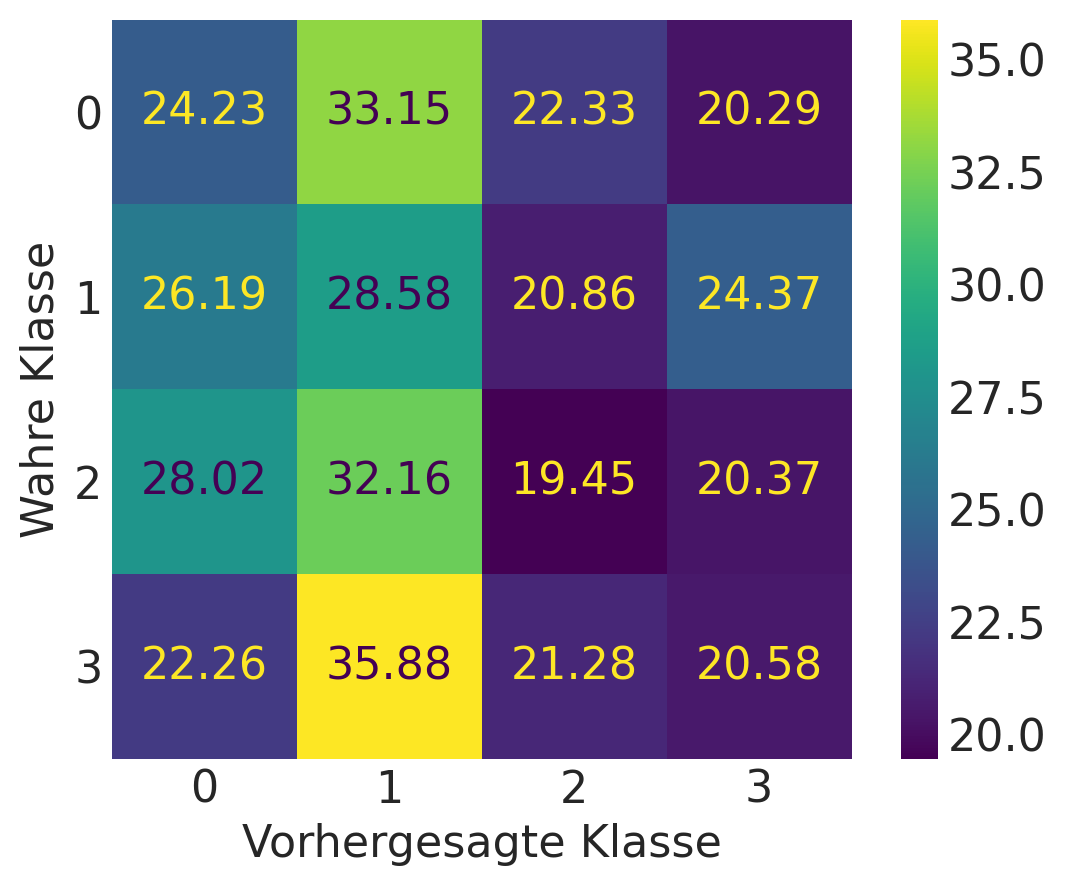 0 24.23 33.15 22.33 20.29
1 26.19 28.58 20.86 24.37
2 28.02 32.16 19.45 20.37
3 22.26 35.88 21.28 20.58
0 1 2 3
Wahre Klasse
Vorhergesagte Klasse
35.0
32.5
30.0
27.5
25.0
22.5
20.0